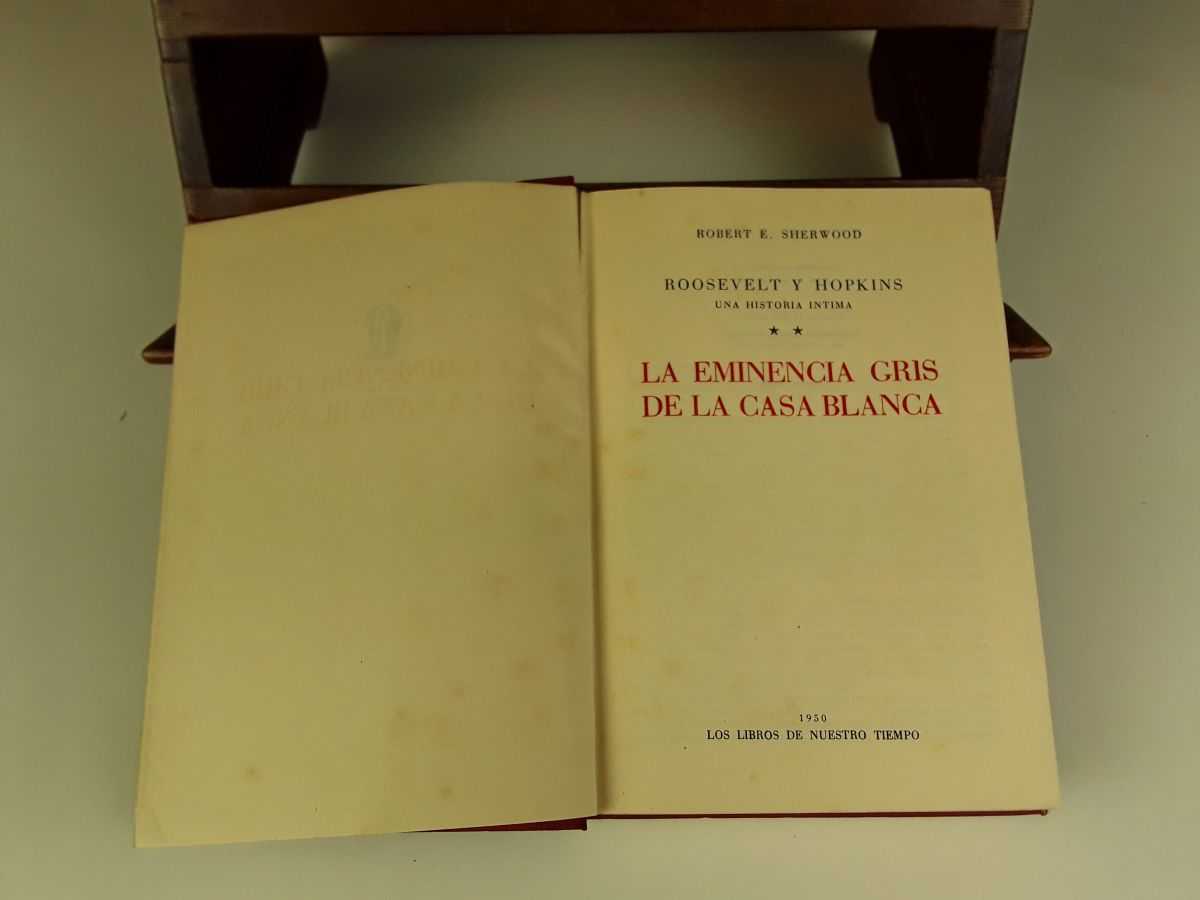 ROBERT E. SHERWOOD
ROOSEVELT Y HOPKINS
UNA HISTORIA INTIMA
★ ★
LA EMINENCIA GRIS
DE LA CASA BLANCA
1950
LOS LIBROS DE NUESTRO TIEMPO